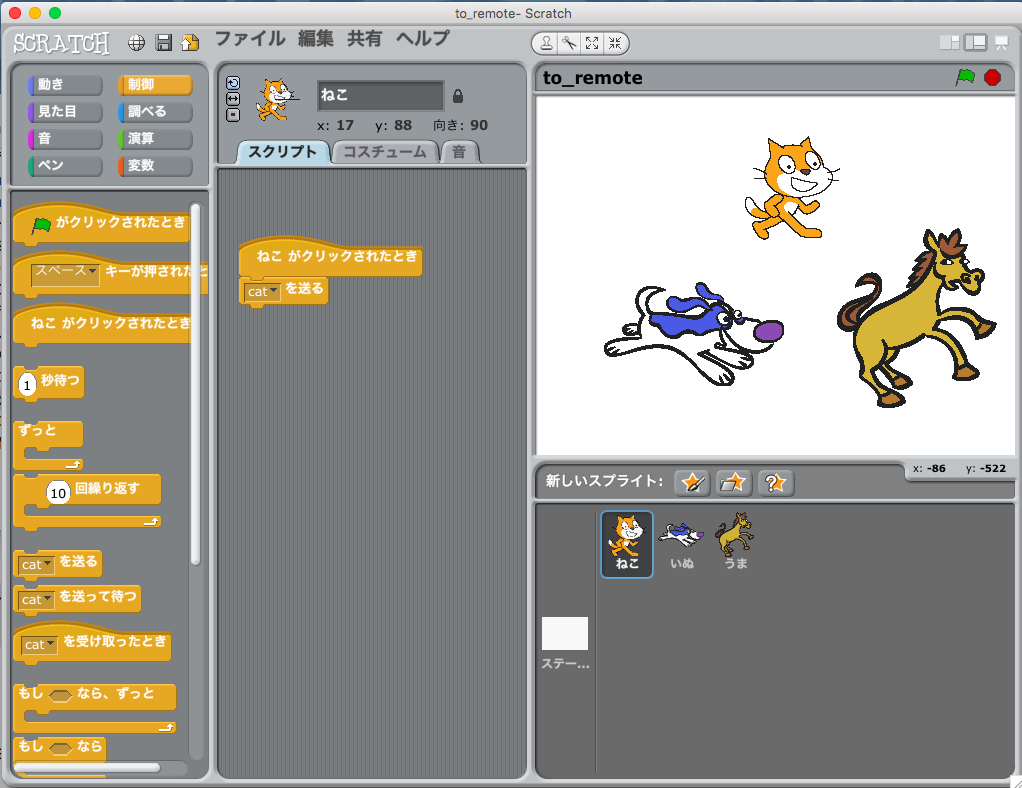 to_remote- Scratch
SCRATCH ファイル 編集 共有 ヘルプ
動き 制御
見た目 調べる
音 演算
ペン 変数
がクリックされたとき
スペース キーが押されたと
ねこ がクリックされたとき
1 秒待つ
ずっと
10 回繰り返す
cat を送る
cat を送って待つ
cat を受け取ったとき
もし なら、ずっと
もし なら
ねこ
x: 17 y: 88 向き: 90
スクリプト コスチューム 音
ねこ がクリックされたとき
cat を送る
to_remote
x: -86 y: -522
新しいスプライト:
ねこ いぬ うま
ステー...